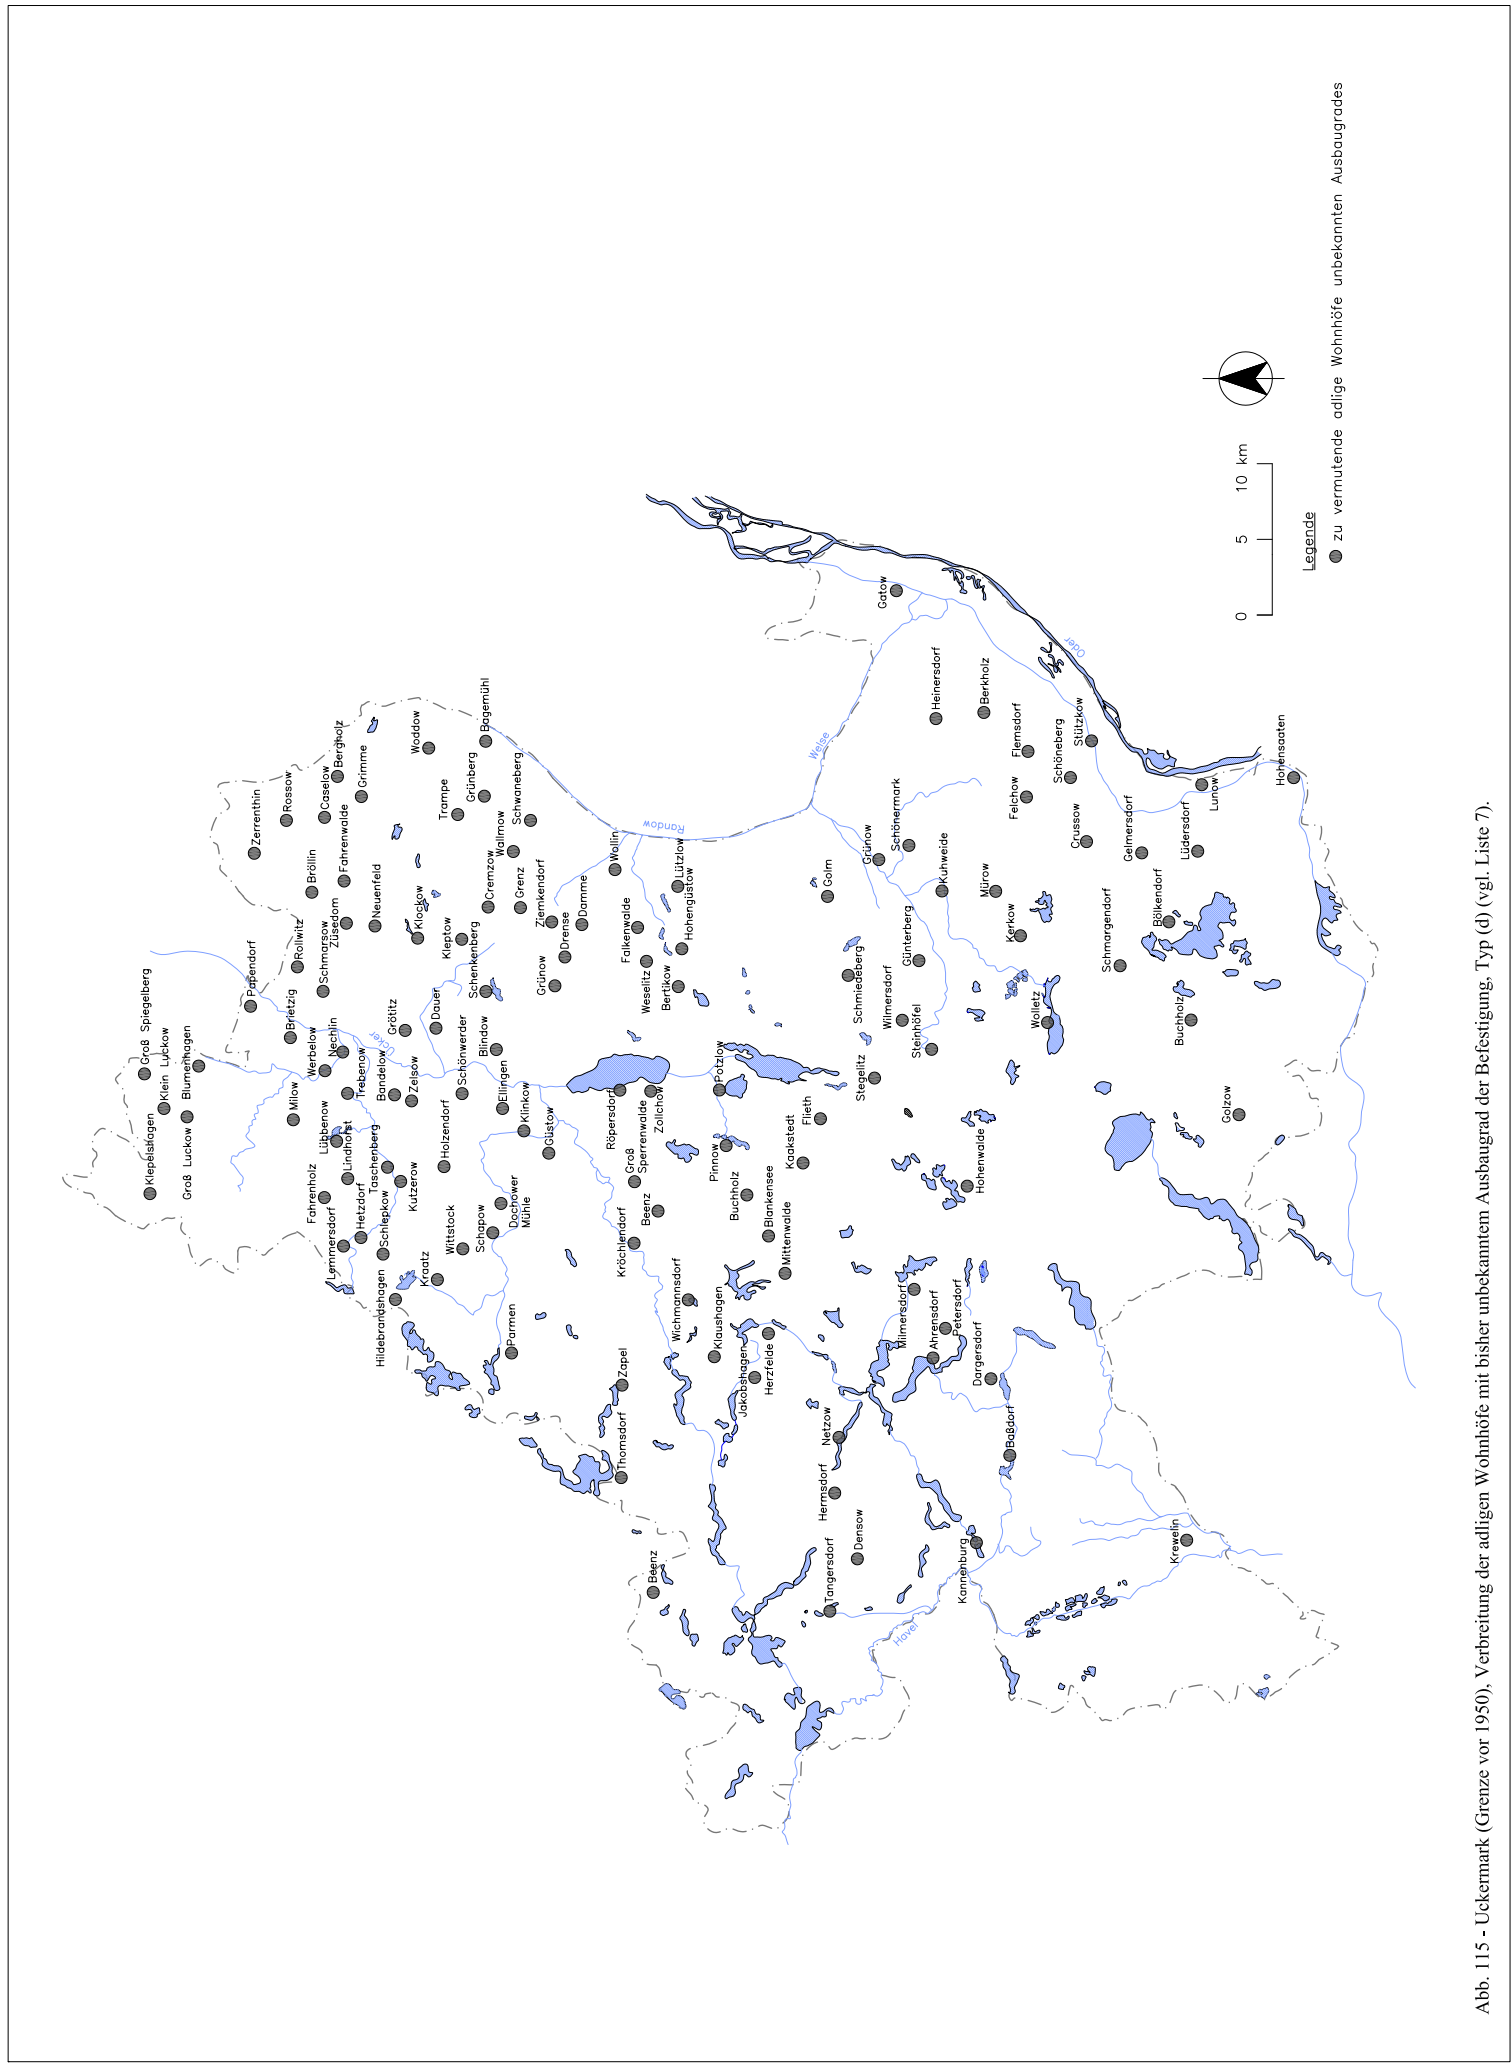 Groß Spiegelberg
Klein Luckow
Blumenhagen
Klepelshagen
Groß Luckow
Papendorf
Zerrenthin
Rossow
Rollwitz
Bröllin
Caselow
Bergholz
Fahrenwalde
Grimme
Brietzig
Schmarsow
Züsedom
Neuenfeld
Woddow
Milow
Werbelow
Nechlin
Ucker
Trebenow
Lübbenow
Lindhorst
Fahrenholz
Lemmersdorf
Hetzdorf
Schlepkow
Taschenberg
Kutzerow
Bandelow
Zelsow
Grötitz
Dauer
Klockow
Kleptow
Trampe
Grünberg
Bagemühl
Schwaneberg
Wallmow
Cremzow
Grenz
Schenkenberg
Schönwerder
Blindow
Holzendorf
Ellingen
Klinkow
Güstow
Hildebrandshagen
Kraatz
Wittstock
Schapow
Dochower
Mühle
Parmen
Ziemkendorf
Drense
Damme
Grünow
Wollin
Randow
Falkenwalde
Lützlow
Hohengüstow
Weselitz
Bertikow
Röpersdorf
Zollchow
Potzlow
Groß
Sperrenwalde
Beenz
Kröchlendorf
Zapel
Thomsdorf
Beenz
Wichmannsdorf
Klaushagen
Jakobshagen
Herzfelde
Pinnow
Buchholz
Blankensee
Mittenwalde
Kaakstedt
Flieth
Stegelitz
Schmiedeberg
Golm
Welse
Grünow
Schönermark
Kuhweide
Günterberg
Wilmersdorf
Steinhöfel
Gatow
Heinersdorf
Berkholz
Oder
Flemsdorf
Felchow
Schöneberg
Stützkow
Mürow
Kerkow
Crussow
Gelmersdorf
Lüdersdorf
Lunow
Hohensaaten
Schmargendorf
Bölkendorf
Wolletz
Buchholz
Golzow
Hohenwalde
Milmersdorf
Ahrensdorf
Petersdorf
Dargersdorf
Baßdorf
Netzow
Hermsdorf
Densow
Tangersdorf
Kannenburg
Havel
Krewelin
0 5 10 km
Legende
zu vermutende adlige Wohnhöfe unbekannten Ausbaugrades
Abb. 115 - Uckermark (Grenze vor 1950), Verbreitung der adligen Wohnhöfe mit bisher unbekanntem Ausbaugrad der Befestigung, Typ (d) (vgl. Liste 7).